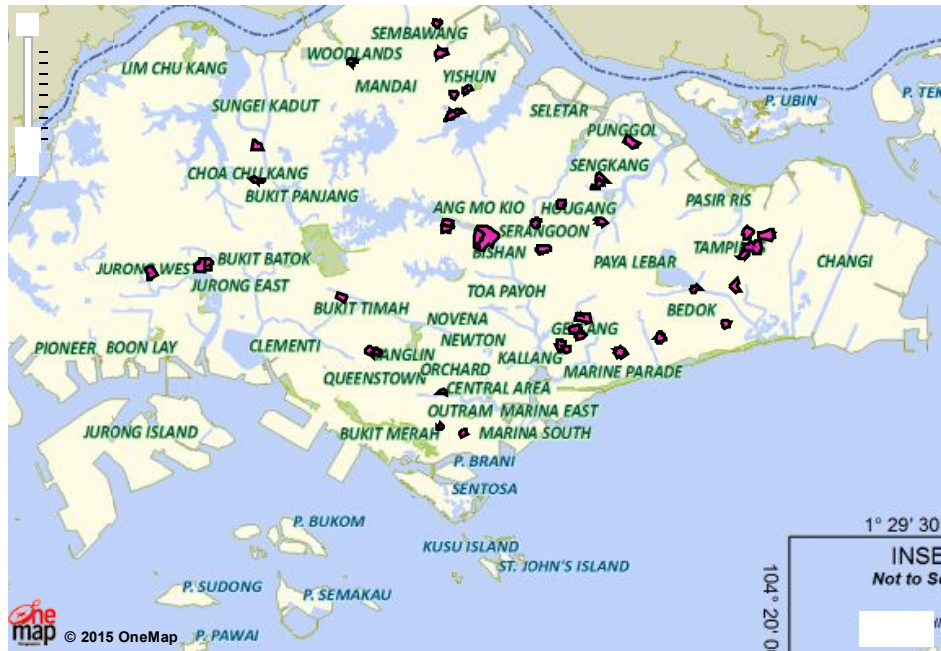 SEMBAWANG
WOODLANDS
LIM CHU KANG
MANDAI
YISHUN
SUNGEI KADUT
SELETAR
P. UBIN
P. TEK
PUNGGOL
CHOA CHU KANG
SENGKANG
BUKIT PANJANG
PASIR RIS
ANG MO KIO
HOUGANG
SERANGOON
BISHAN
TAMPI
PAYA LEBAR
CHANGI
JURONG WEST
BUKIT BATOK
JURONG EAST
TOA PAYOH
BUKIT TIMAH
BEDOK
NOVENA
GE ANG
NEWTON
PIONEER
BOON LAY
CLEMENTI
TANGLIN
KALLANG
ORCHARD
MARINE PARADE
QUEENSTOWN
CENTRAL AREA
OUTRAM
MARINA EAST
JURONG ISLAND
BUKIT MERAH
MARINA SOUTH
P. BRANI
SENTOSA
P. BUKOM
1° 29' 30
KUSU ISLAND
INSE
ST. JOHN'S ISLAND
Not to S
104° 20' 0
P. SUDONG
P. SEMAKAU
One
map © 2015 OneMap
P. PAWAI